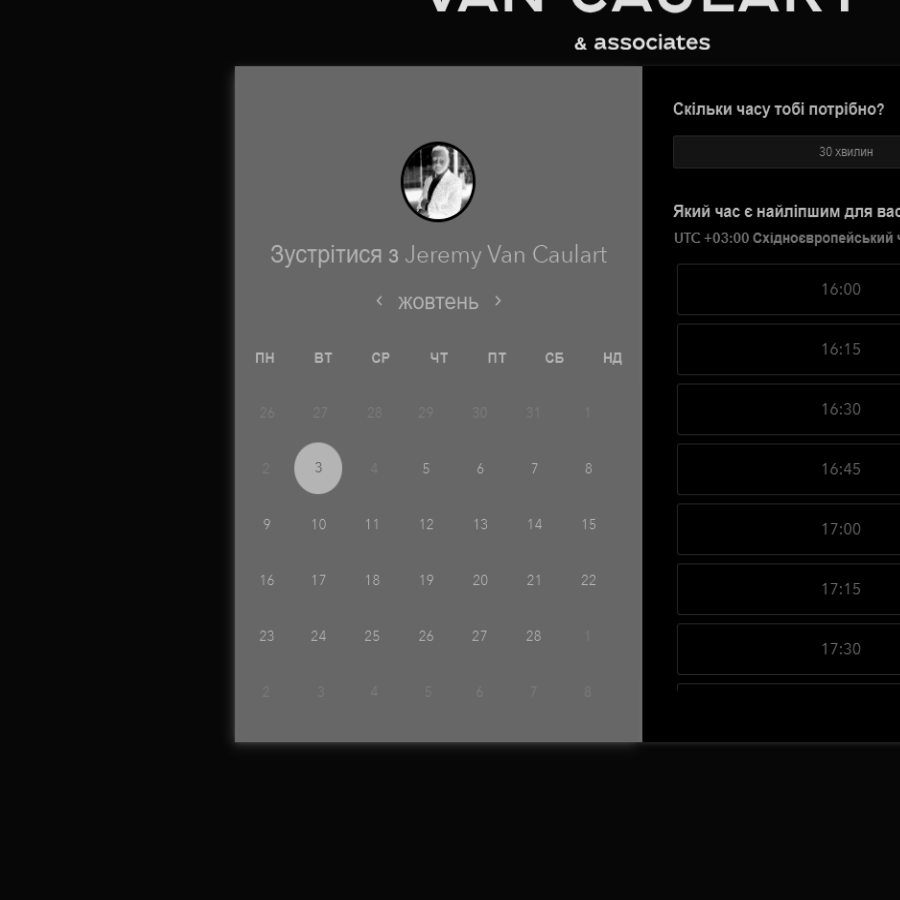 VAN CAULART
& associates
Зустрітися з Jeremy Van Caulart
‹ жовтень ›
ПН ВТ СР ЧТ ПТ СБ НД
26 27 28 29 30 31 1
2 3 4 5 6 7 8
9 10 11 12 13 14 15
16 17 18 19 20 21 22
23 24 25 26 27 28 1
2 3 4 5 6 7 8
Скільки часу тобі потрібно?
30 хвилин
Який час є найліпшим для вас
UTC +03:00 Східноєвропейський
16:00
16:15
16:30
16:45
17:00
17:15
17:30